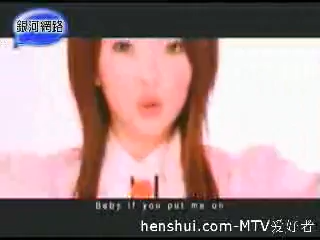 銀河網路
Baby if you put me on
henshui.com-MTV爱好者